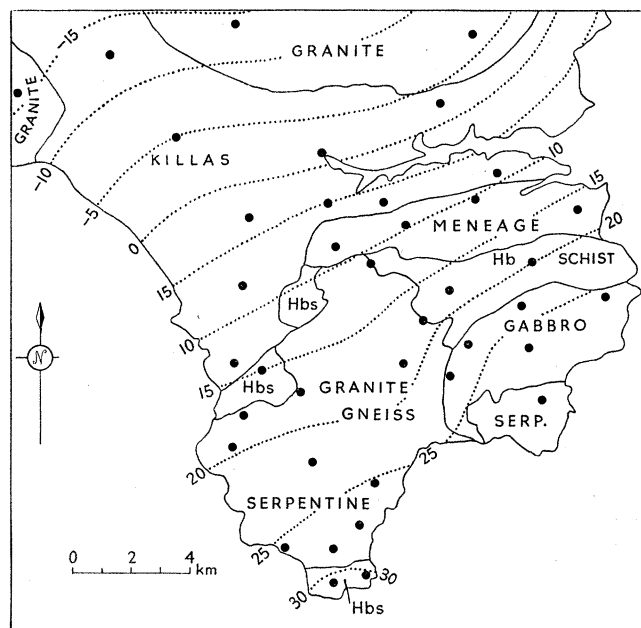 -15
GRANITE
GRANITE
KILLAS
-10
-5
0
10
15
20
MENEAGE
Hb SCHIST
15
Hbs
GABBRO
10
15
Hbs
GRANITE
GNEISS
SERP.
20
25
SERPENTINE
25
0 2 4
km
30
30
Hbs
N